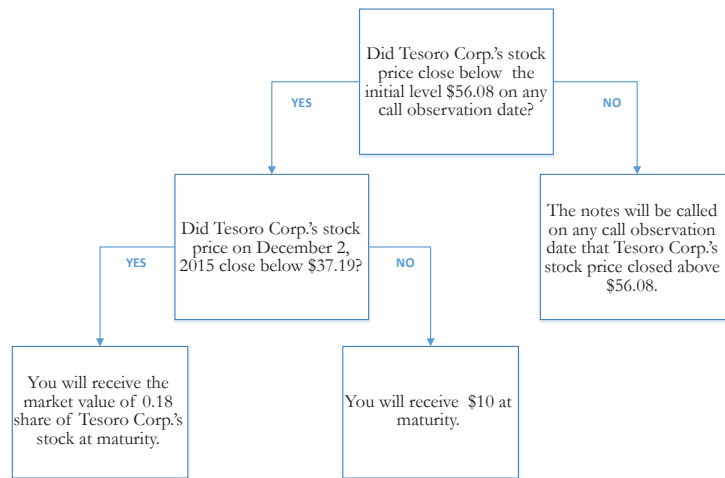 Did Tesoro Corp.'s stock
price close below the
initial level $56.08 on any
call observation date?
YES
NO
Did Tesoro Corp.'s stock
price on December 2,
2015 close below $37.19?
The notes will be called
on any call observation
date that Tesoro Corp.'s
stock price closed above
$56.08.
YES
NO
You will receive the
market value of 0.18
share of Tesoro Corp.'s
stock at maturity.
You will receive $10 at
maturity.